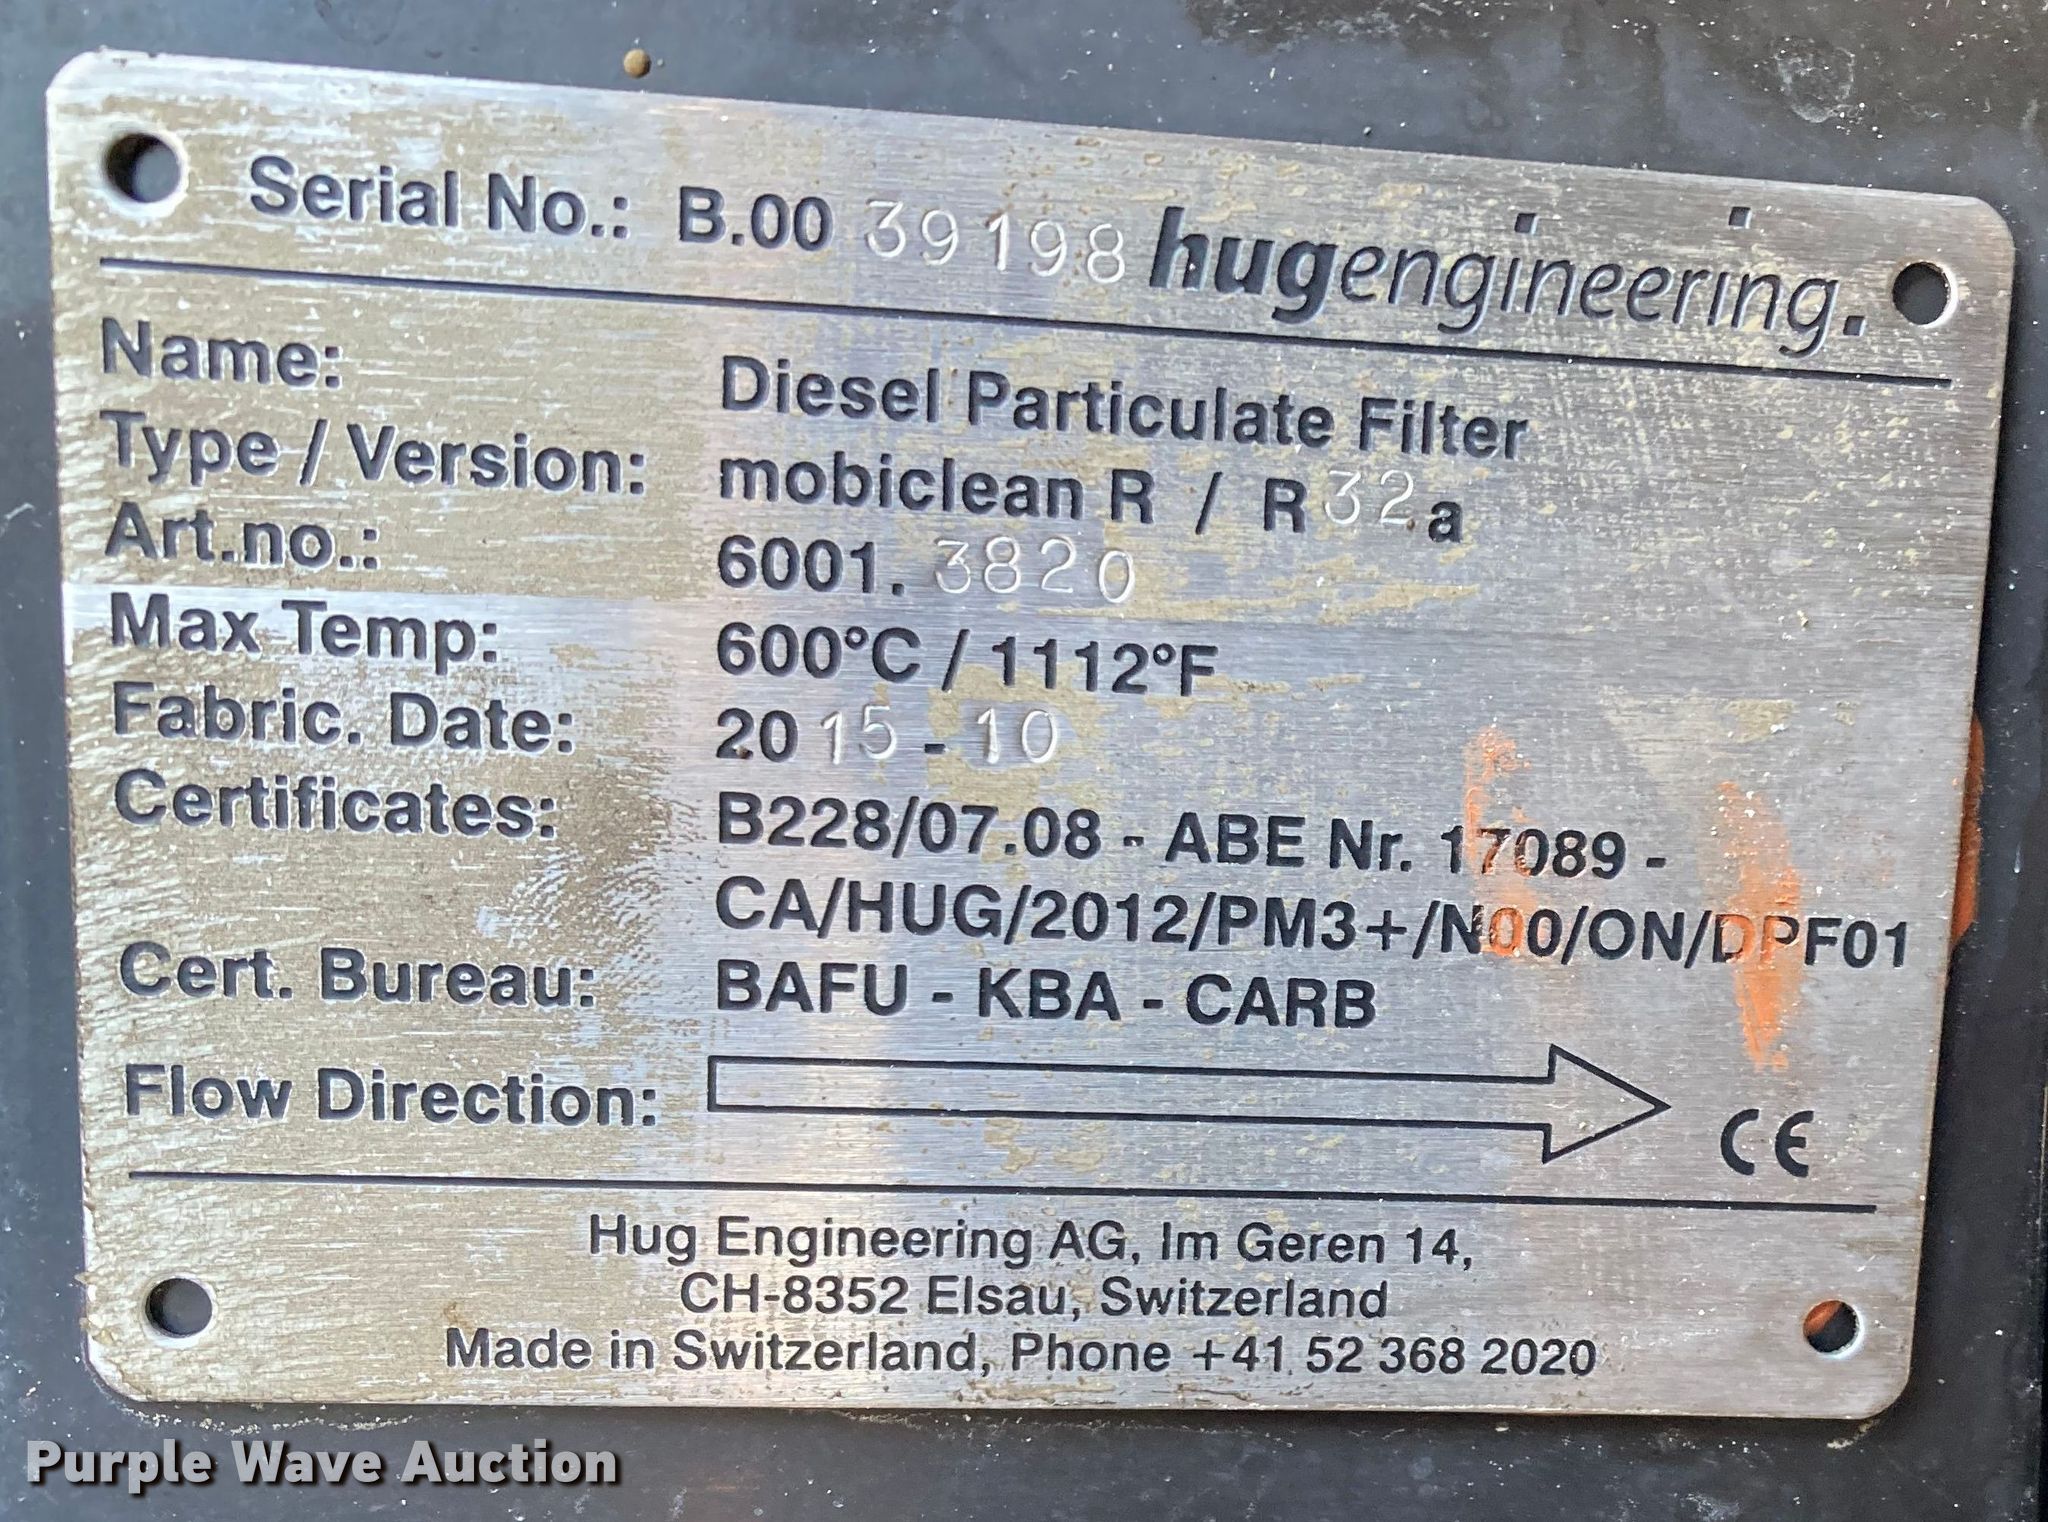 Serial No.: B.00 39198 hugengineering.
Name: Diesel Particulate Filter
Type / Version: mobiclean R / R 32 a
Art.no.: 6001. 3820
Max Temp: 600°C / 1112°F
Fabric. Date: 20 15 - 10
Certificates: B228/07.08 - ABE Nr. 17089 -
CA/HUG/2012/PM3+/N00/ON/DPF01
Cert. Bureau: BAFU - KBA - CARB
Flow Direction:
CE
Hug Engineering AG, Im Geren 14,
CH-8352 Elsau, Switzerland
Made in Switzerland, Phone +41 52 368 2020
Purple Wave Auction